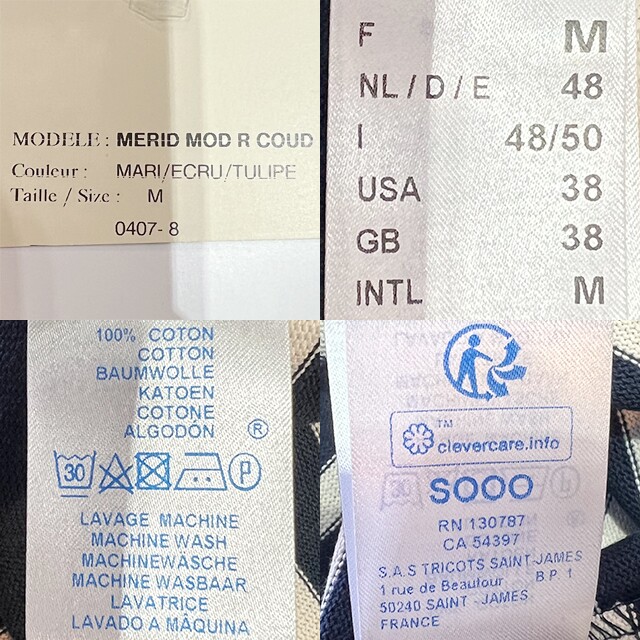 MODELE : MERID MOD R COUD
Couleur : MARI/ECRU/TULIPE
Taille / Size : M
0407- 8
F M
NL / D / E 48
I 48/50
USA 38
GB 38
INTL M
100% COTON
COTTON
BAUMWOLLE
KATOEN
COTONE
ALGODÓN ®
30 P
LAVAGE MACHINE
MACHINE WASH
MACHINEWÄSCHE
MACHINE WASBAAR
LAVATRICE
LAVADO A MÁQUINA
TM
clevercare.info
SOOO
RN 130787
CA 54397
S.A.S TRICOTS SAINT-JAMES
1 rue de Beaufour B.P 1
50240 SAINT-JAMES
FRANCE